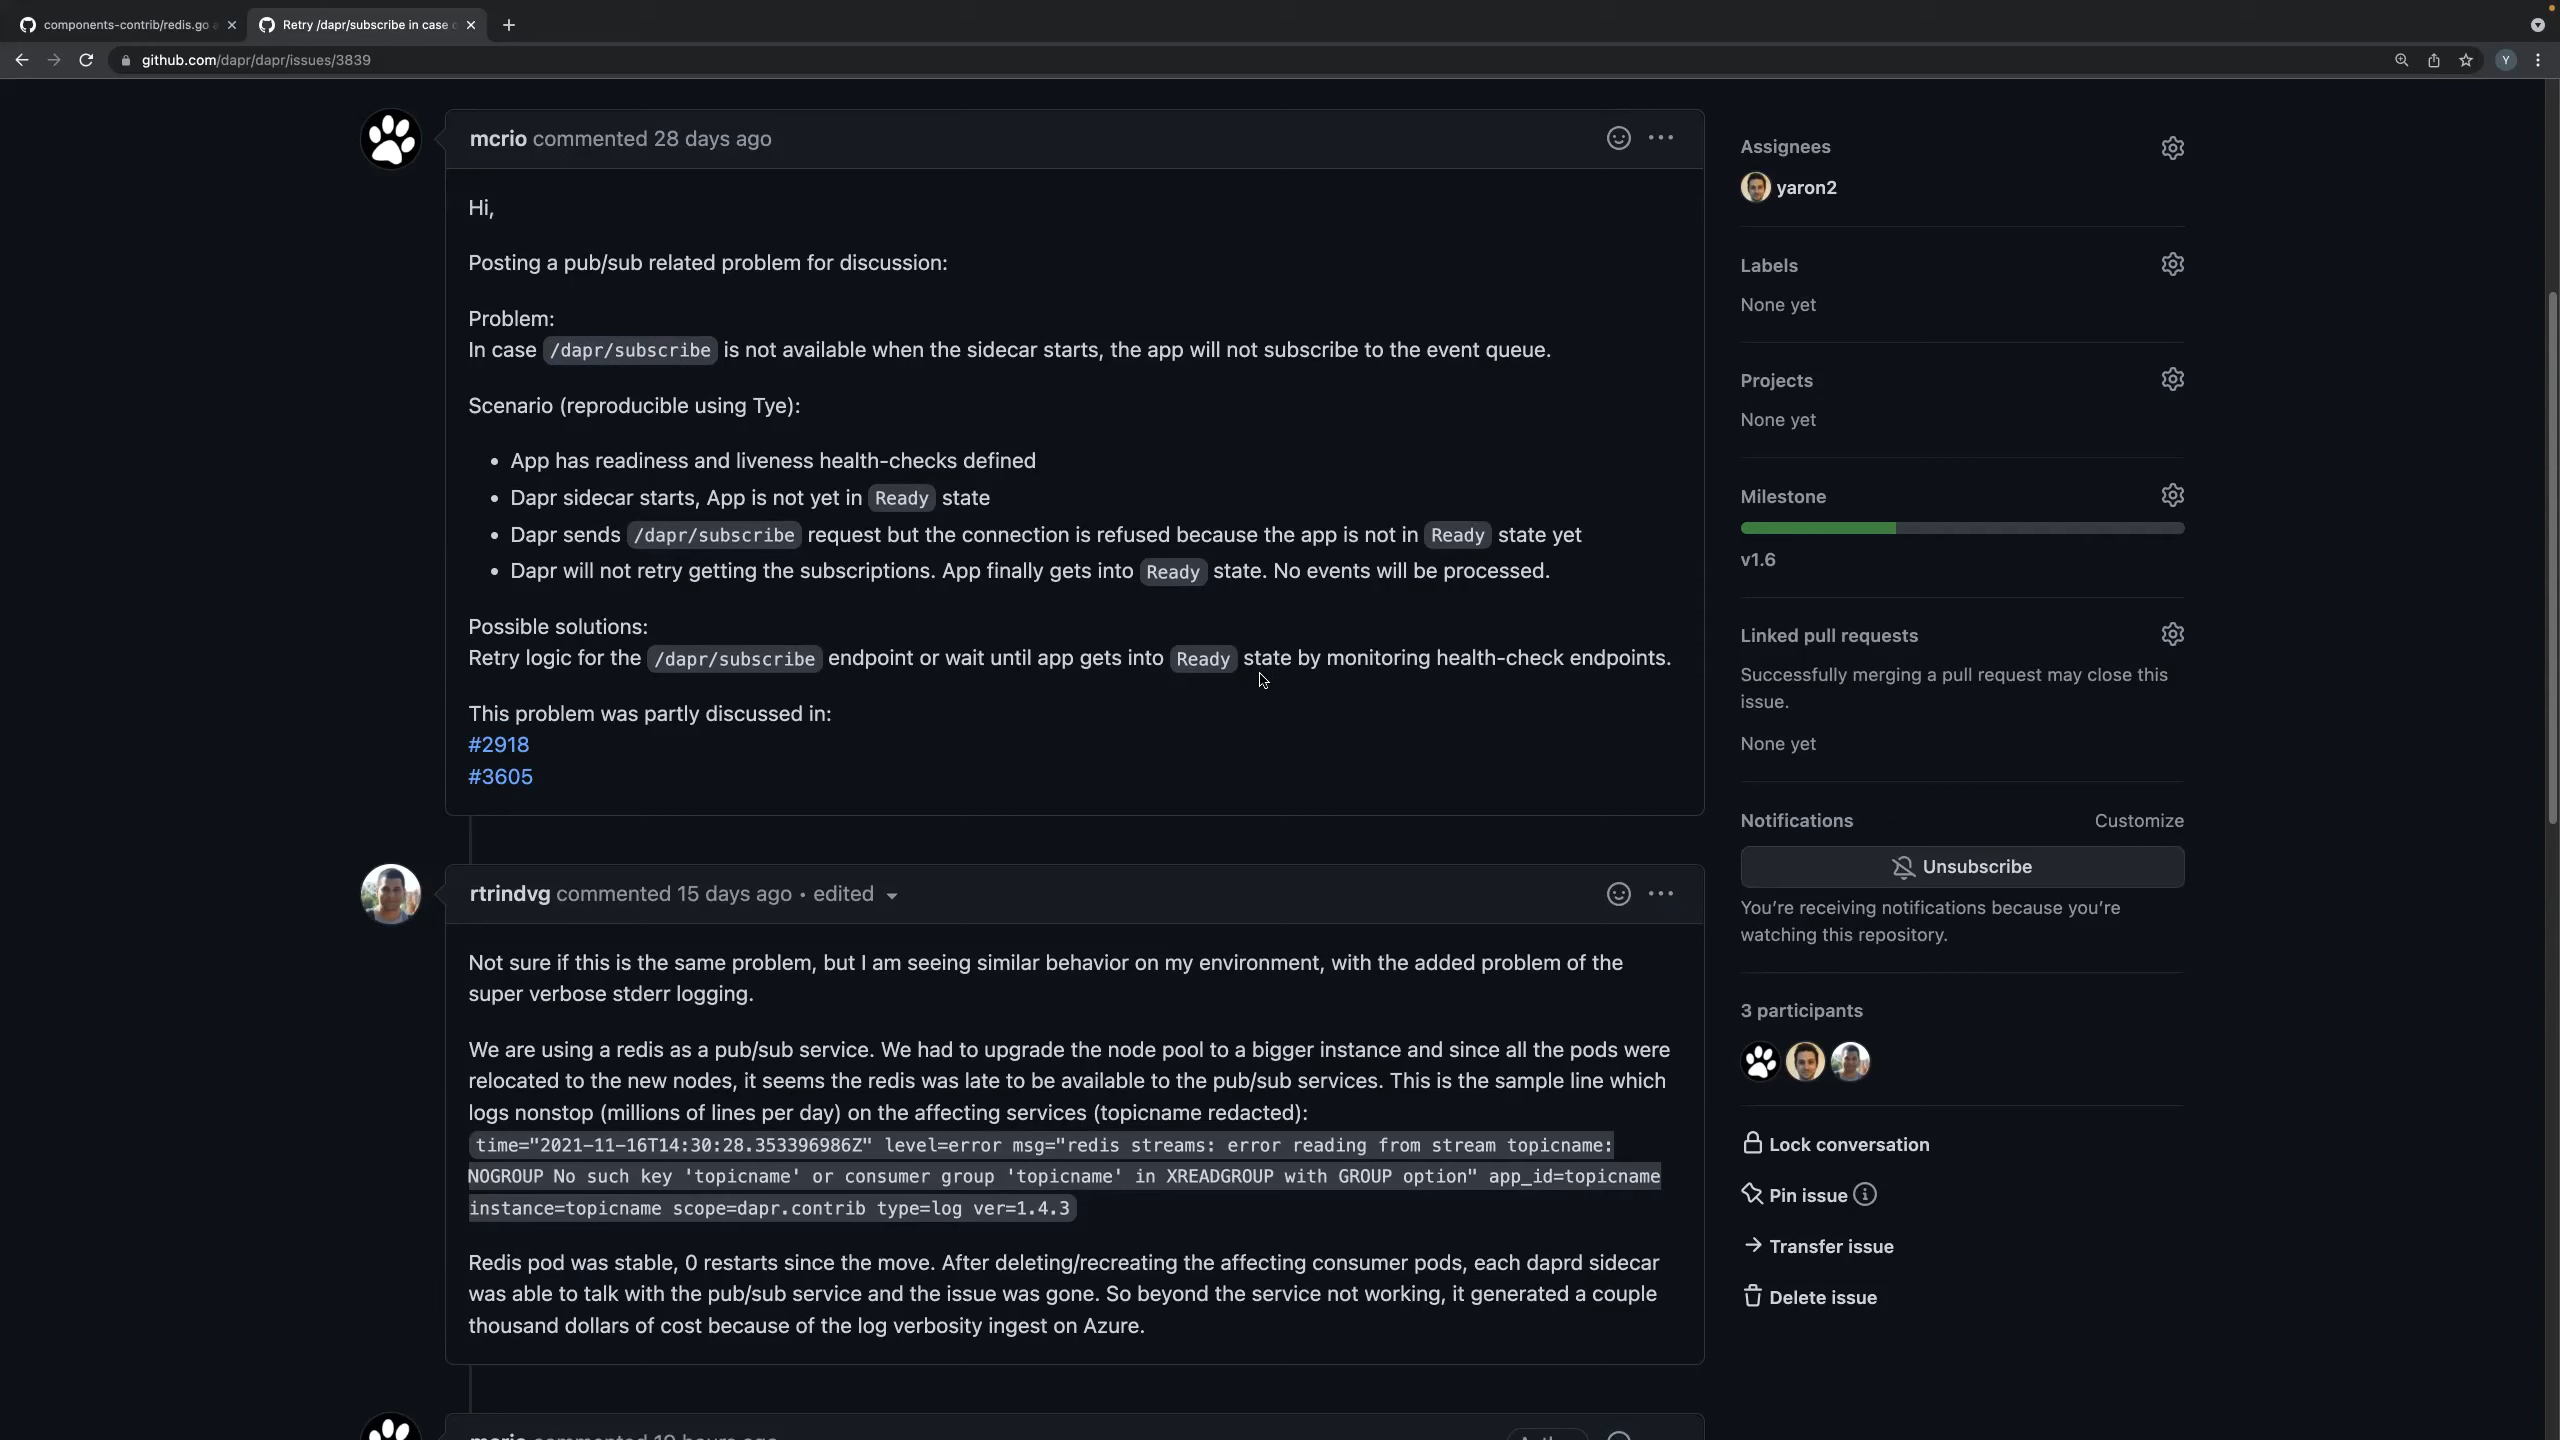 components-contrib/redis.go a
Retry /dapr/subscribe in case o
github.com/dapr/dapr/issues/3839
Y
mcrio commented 28 days ago
Hi,
Posting a pub/sub related problem for discussion:
Problem:
In case /dapr/subscribe is not available when the sidecar starts, the app will not subscribe to the event queue.
Scenario (reproducible using Tye):
• App has readiness and liveness health-checks defined
• Dapr sidecar starts, App is not yet in Ready state
• Dapr sends /dapr/subscribe request but the connection is refused because the app is not in Ready state yet
• Dapr will not retry getting the subscriptions. App finally gets into Ready state. No events will be processed.
Possible solutions:
Retry logic for the /dapr/subscribe endpoint or wait until app gets into Ready state by monitoring health-check endpoints.
This problem was partly discussed in:
#2918
#3605
rtrindvg commented 15 days ago • edited
Not sure if this is the same problem, but I am seeing similar behavior on my environment, with the added problem of the
super verbose stderr logging.
We are using a redis as a pub/sub service. We had to upgrade the node pool to a bigger instance and since all the pods were
relocated to the new nodes, it seems the redis was late to be available to the pub/sub services. This is the sample line which
logs nonstop (millions of lines per day) on the affecting services (topicname redacted):
time="2021-11-16T14:30:28.353396986Z" level=error msg="redis streams: error reading from stream topicname:
NOGROUP No such key 'topicname' or consumer group 'topicname' in XREADGROUP with GROUP option" app_id=topicname
instance=topicname scope=dapr.contrib type=log ver=1.4.3
Redis pod was stable, 0 restarts since the move. After deleting/recreating the affecting consumer pods, each daprd sidecar
was able to talk with the pub/sub service and the issue was gone. So beyond the service not working, it generated a couple
thousand dollars of cost because of the log verbosity ingest on Azure.
mcrio commented 19 hours ago
Assignees
yaron2
Labels
None yet
Projects
None yet
Milestone
v1.6
Linked pull requests
Successfully merging a pull request may close this
issue.
None yet
Notifications
Customize
Unsubscribe
You're receiving notifications because you're
watching this repository.
3 participants
Lock conversation
Pin issue
Transfer issue
Delete issue